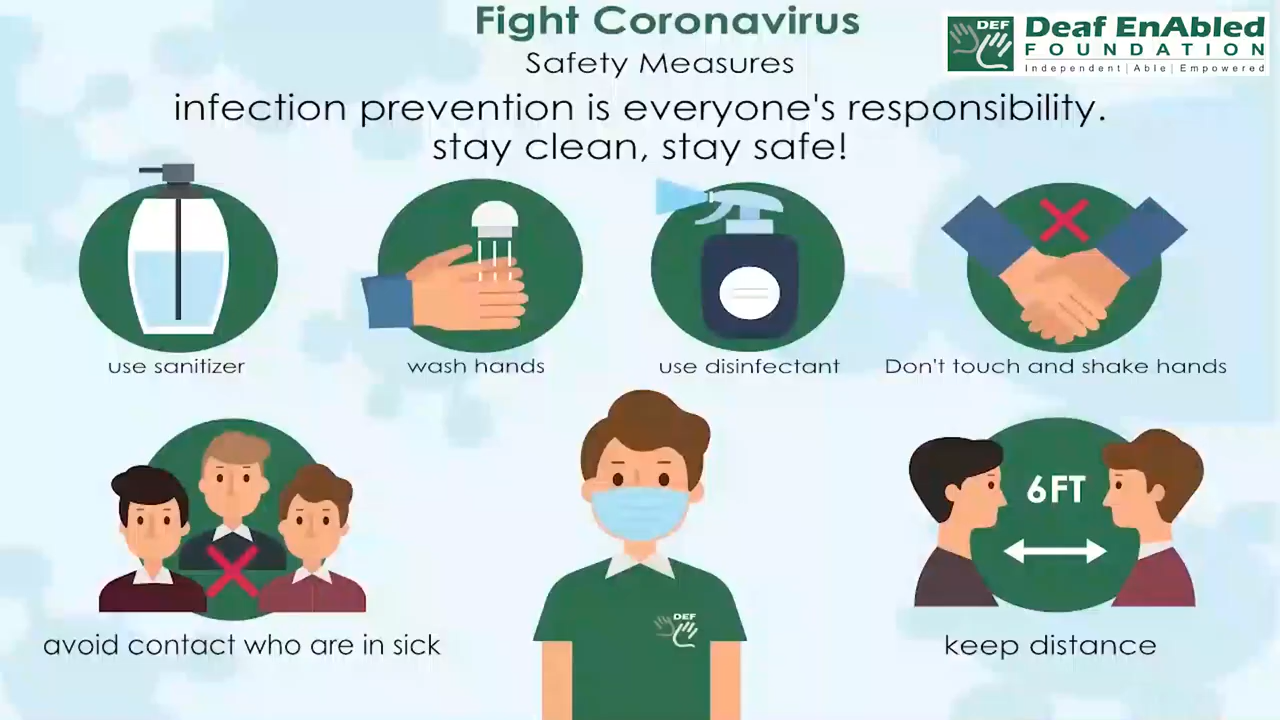 Fight Coronavirus
Safety Measures
DEF
Deaf EnAbled
FOUNDATION
Independent | Able | Empowered
infection prevention is everyone's responsibility.
stay clean, stay safe!
use sanitizer
wash hands
use disinfectant
Don't touch and shake hands
6FT
DEF
avoid contact who are in sick
keep distance